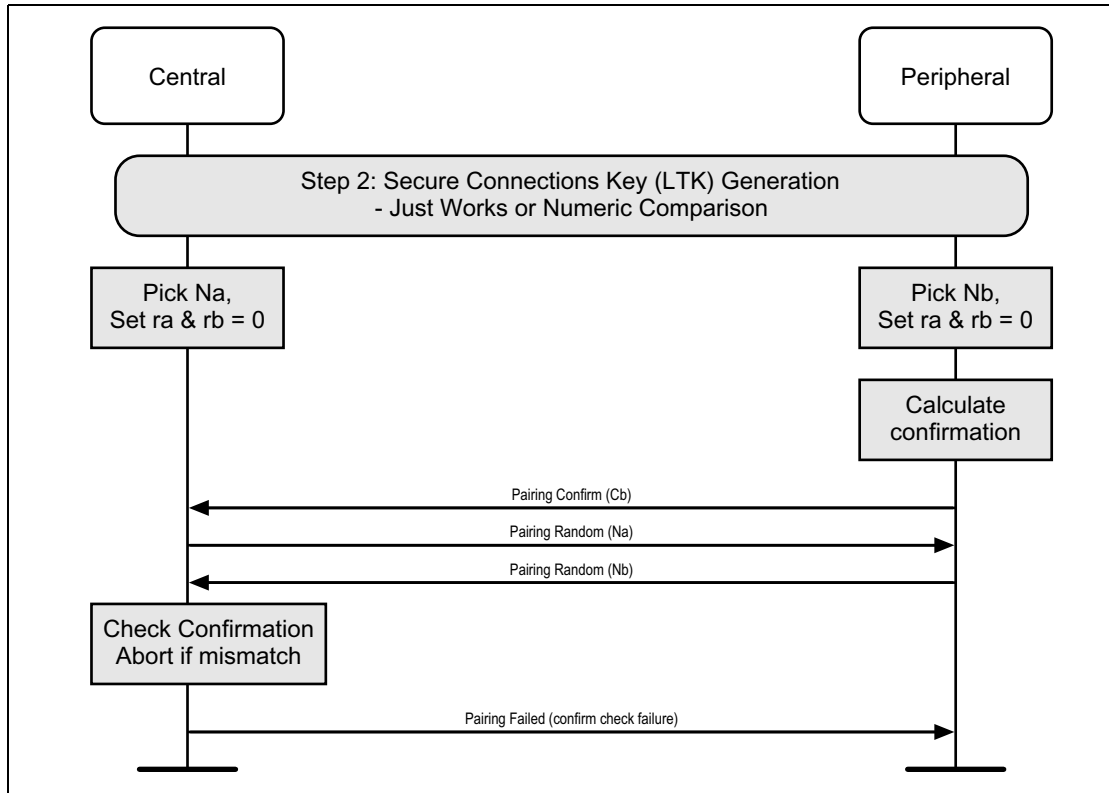 Central
Peripheral
Step 2: Secure Connections Key (LTK) Generation
- Just Works or Numeric Comparison
Pick Na,
Set ra & rb = 0
Pick Nb,
Set ra & rb = 0
Calculate
confirmation
Pairing Confirm (Cb)
Pairing Random (Na)
Pairing Random (Nb)
Check Confirmation
Abort if mismatch
Pairing Failed (confirm check failure)